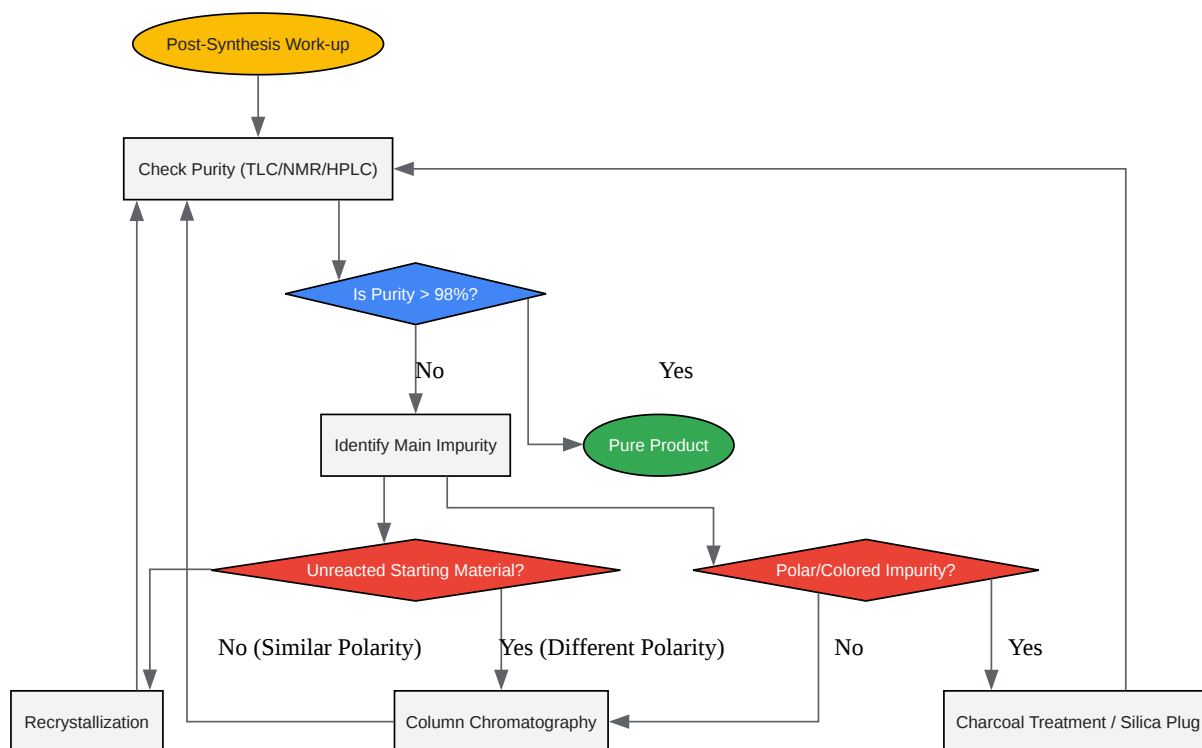 Post-Synthesis Work-up
Check Purity (TLC/NMR/HPLC)
Is Purity > 98%?
No
Yes
Identify Main Impurity
Pure Product
Unreacted Starting Material?
Polar/Colored Impurity?
No (Similar Polarity)
Yes (Different Polarity)
No
Yes
Recrystallization
Column Chromatography
Charcoal Treatment / Silica Plug